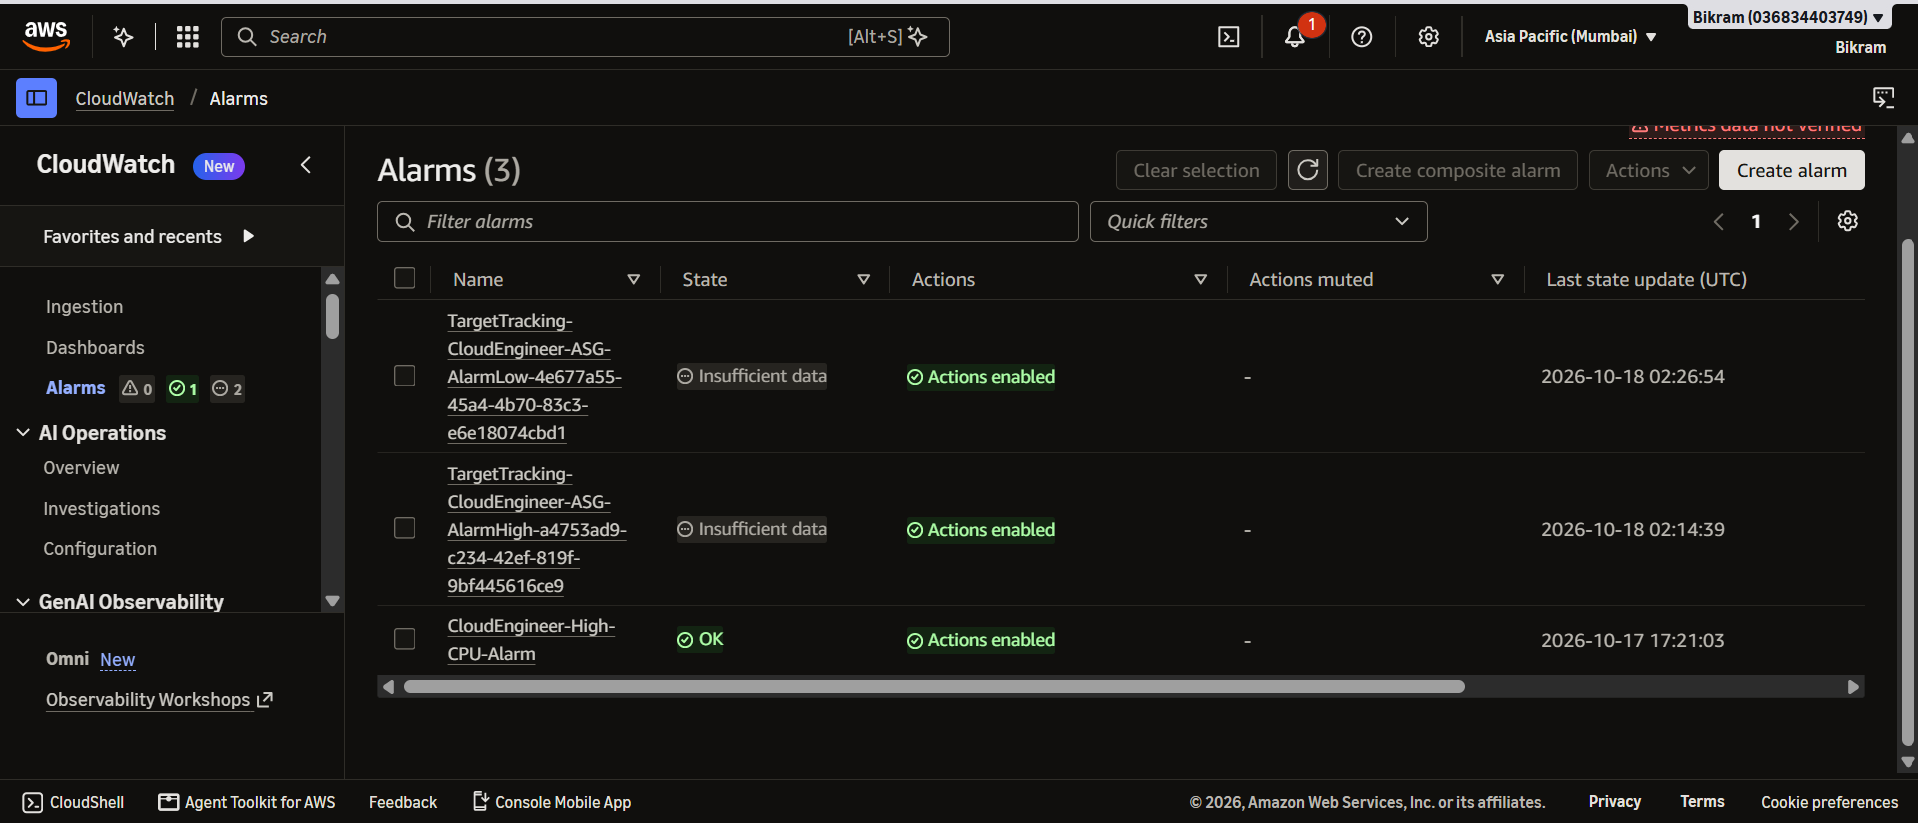 aws
Search
[Alt+S]
1
Asia Pacific (Mumbai)
Bikram (036834403749)
Bikram
CloudWatch / Alarms
CloudWatch
New
Favorites and recents
Ingestion
Dashboards
Alarms 0 1 2
AI Operations
Overview
Investigations
Configuration
GenAI Observability
Omni New
Observability Workshops
Metrics data not verified
Alarms (3)
Clear selection
Create composite alarm
Actions
Create alarm
Filter alarms
Quick filters
1
Name State Actions Actions muted Last state update (UTC)
TargetTracking-
CloudEngineer-ASG-
AlarmLow-4e677a55-
45a4-4b70-83c3-
e6e18074cbd1
Insufficient data
Actions enabled
-
2026-10-18 02:26:54
TargetTracking-
CloudEngineer-ASG-
AlarmHigh-a4753ad9-
c234-42ef-819f-
9bf445616ce9
Insufficient data
Actions enabled
-
2026-10-18 02:14:39
CloudEngineer-High-
CPU-Alarm
OK
Actions enabled
-
2026-10-17 17:21:03
CloudShell
Agent Toolkit for AWS
Feedback
Console Mobile App
© 2026, Amazon Web Services, Inc. or its affiliates.
Privacy
Terms
Cookie preferences